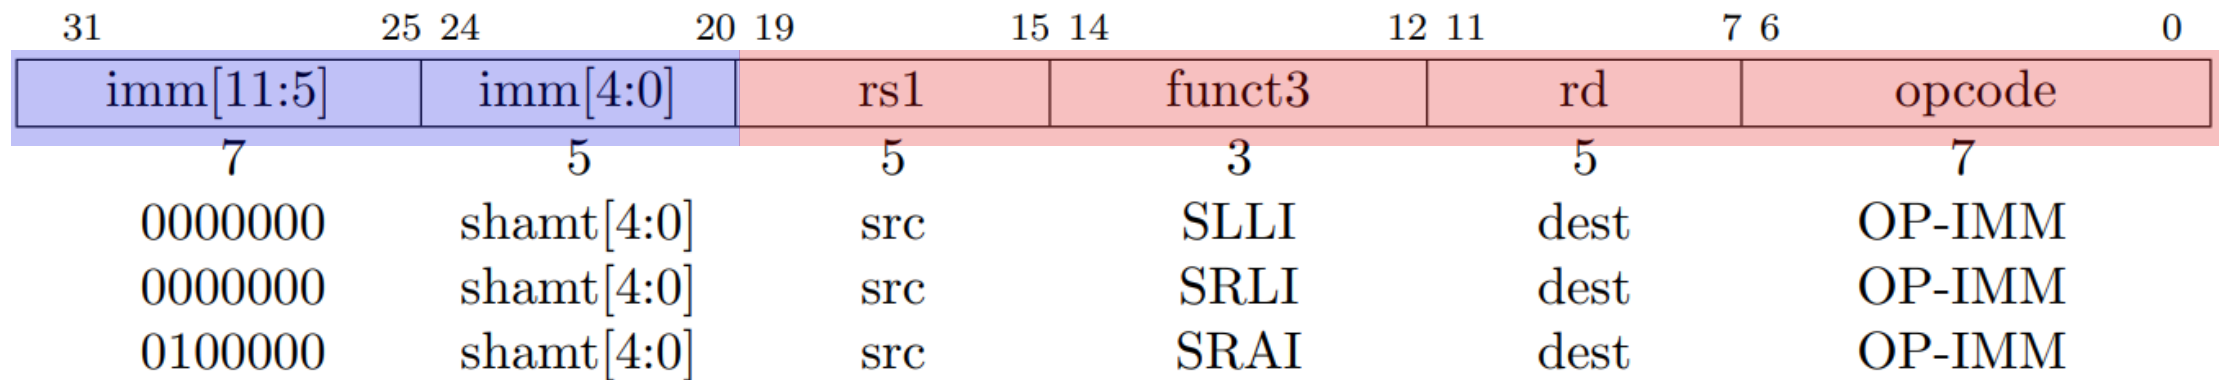 31 25 24 20 19 15 14 12 11 7 6 0
imm[11:5] imm[4:0] rs1 funct3 rd opcode
7 5 5 3 5 7
0000000 shamt[4:0] src SLLI dest OP-IMM
0000000 shamt[4:0] src SRLI dest OP-IMM
0100000 shamt[4:0] src SRAI dest OP-IMM